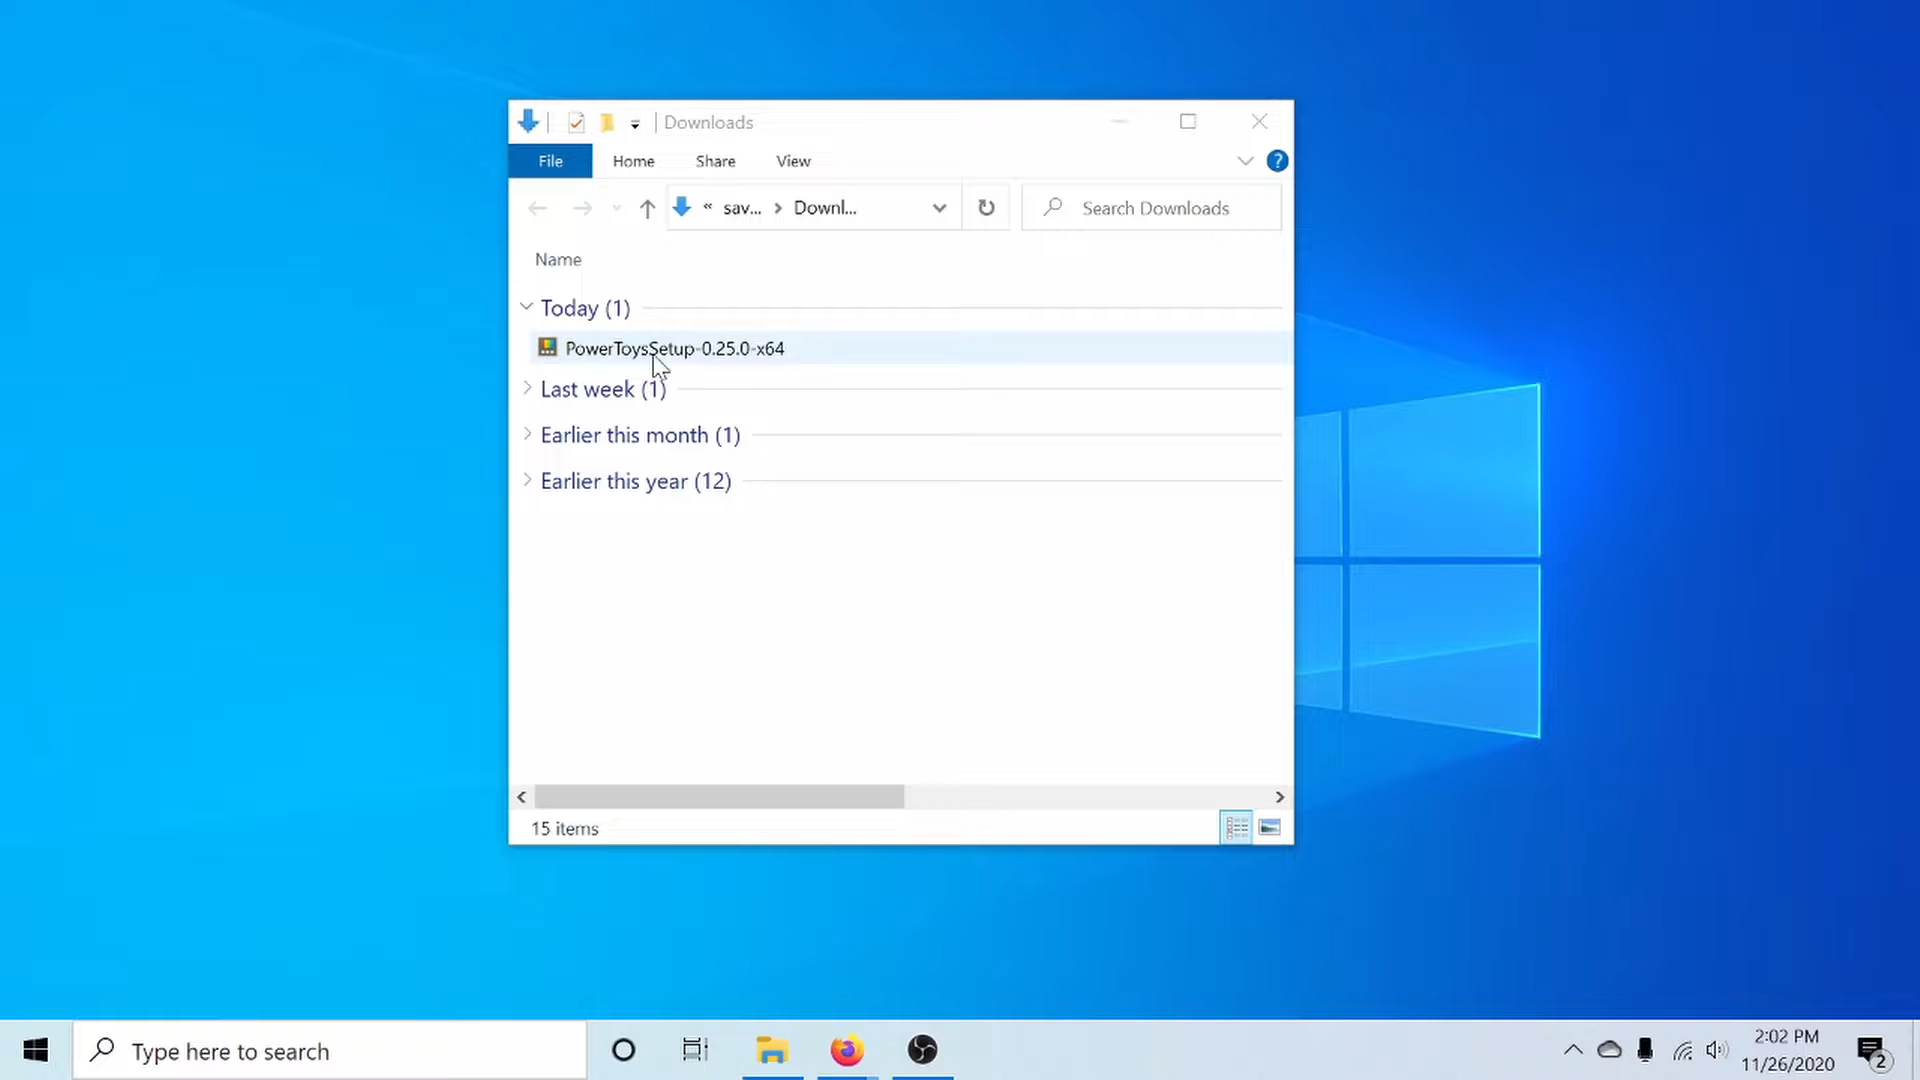 Downloads
File Home Share View
« sav... > Downl... Search Downloads
Name
Today (1)
PowerToysSetup-0.25.0-x64
Last week (1)
Earlier this month (1)
Earlier this year (12)
15 items
Type here to search
2:02 PM
11/26/2020
2